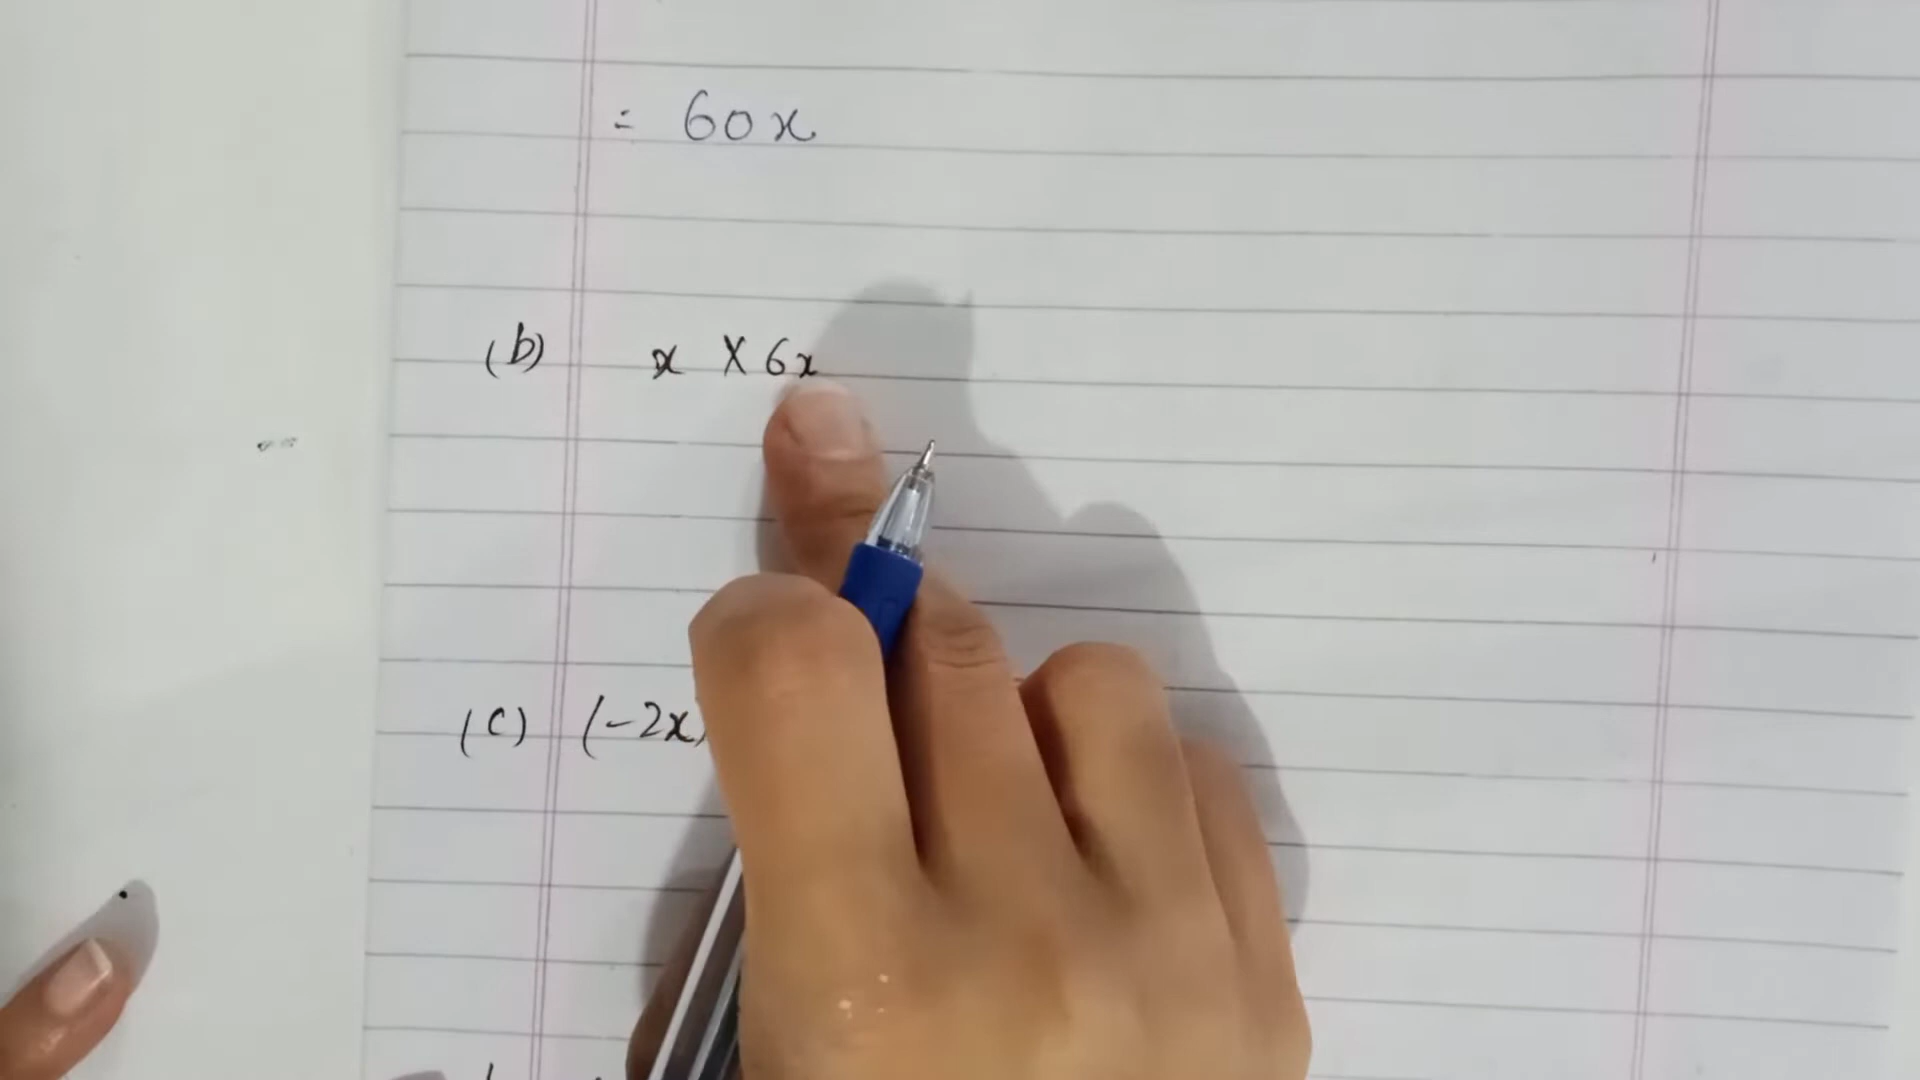 = 60x
(b) x X 6x
(c) (-2x)